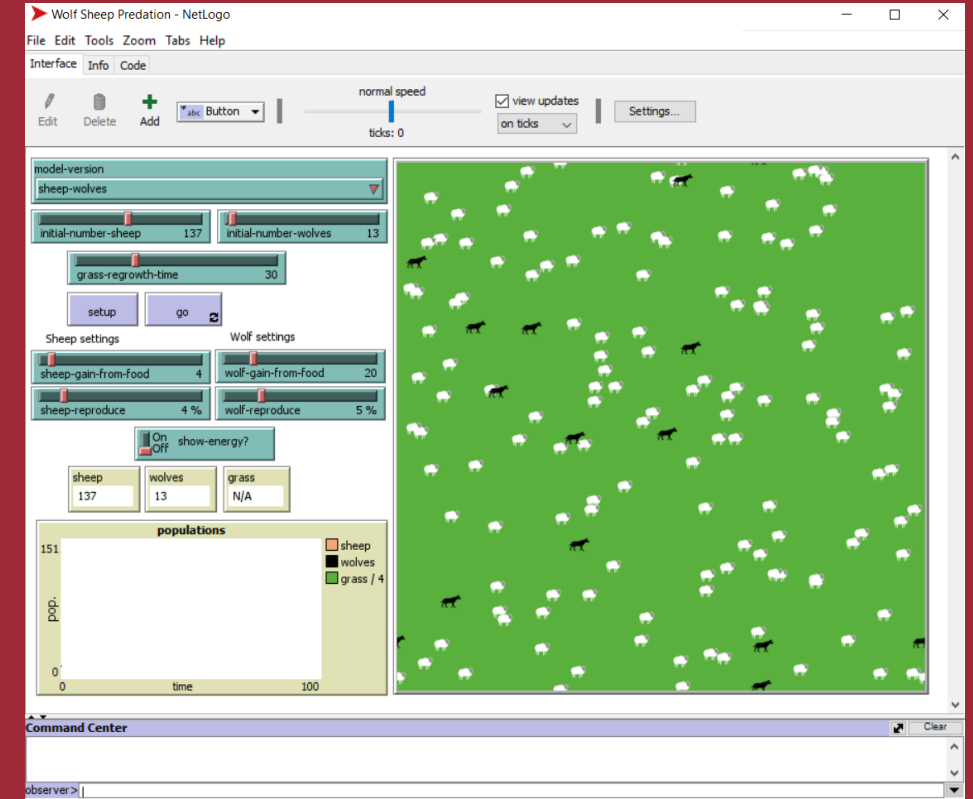 Wolf Sheep Predation - NetLogo
File Edit Tools Zoom Tabs Help
Interface Info Code
Edit Delete Add abc Button
normal speed
ticks: 0
view updates
on ticks
Settings...
model-version
sheep-wolves
initial-number-sheep 137
initial-number-wolves 13
grass-regrowth-time 30
setup
go
Sheep settings
Wolf settings
sheep-gain-from-food 4
wolf-gain-from-food 20
sheep-reproduce 4 %
wolf-reproduce 5 %
On
Off
show-energy?
sheep
137
wolves
13
grass
N/A
populations
151
pop.
0
0 time 100
sheep
wolves
grass / 4
Command Center
Clear
observer>